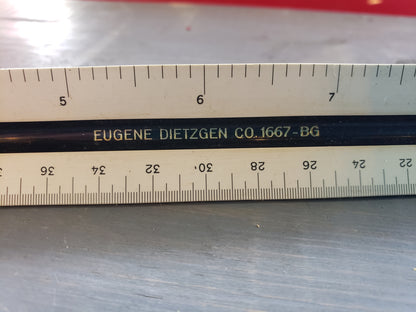 5 6 7
EUGENE DIETZGEN CO. 1667-BG
36 34 32 30 28 26 24 22